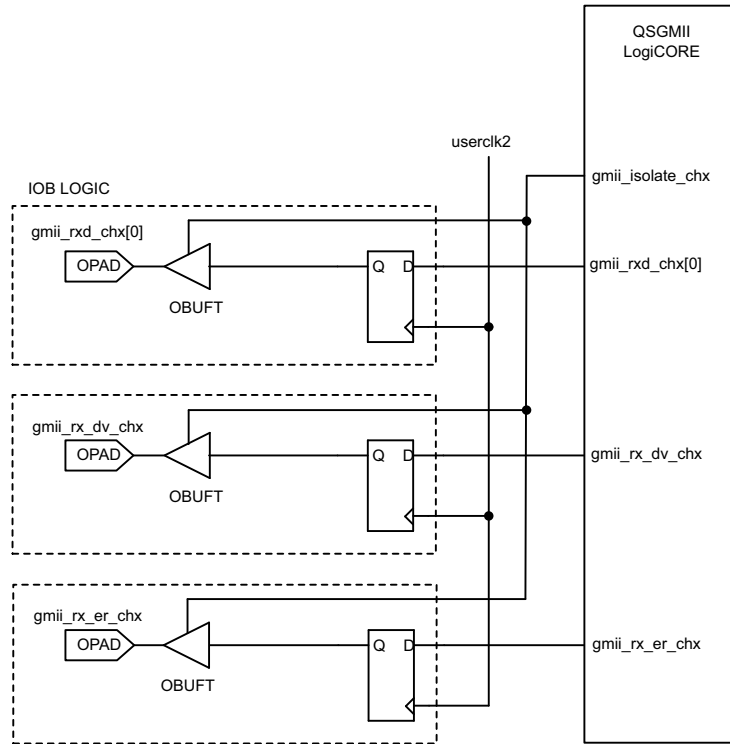 QSGMII
LogiCORE
userclk2
gmii_isolate_chx
IOB LOGIC
gmii_rxd_chx[0]
OPAD
OBUFT
Q D
gmii_rxd_chx[0]
gmii_rx_dv_chx
OPAD
OBUFT
Q D
gmii_rx_dv_chx
gmii_rx_er_chx
OPAD
OBUFT
Q D
gmii_rx_er_chx